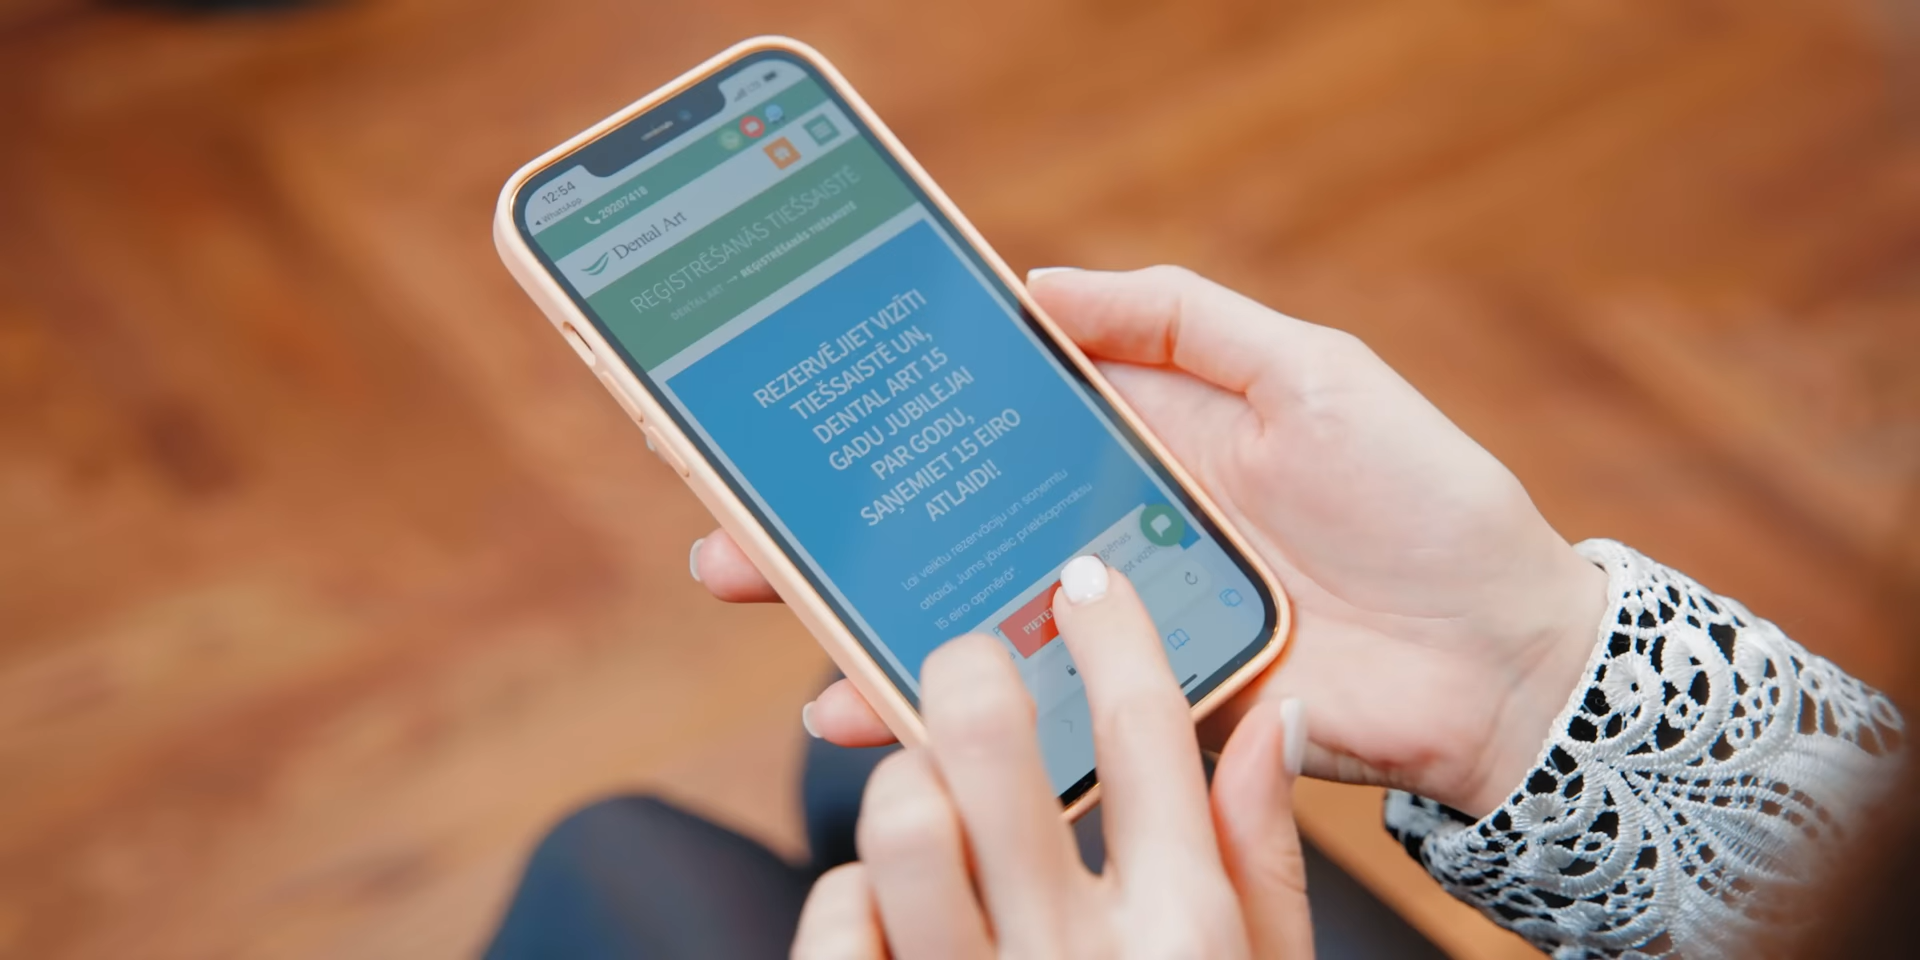 12:54
WhatsApp
29207418
Dental Art
REĢISTRĒŠANĀS TIEŠSAISTĒ
DENTAL ART → REĢISTRĒŠANĀS TIEŠSAISTĒ
REZERVĒJIET VIZĪTI
TIEŠSAISTĒ UN,
DENTAL ART 15
GADU JUBILEJAI
PAR GODU,
SAŅEMIET 15 EIRO
ATLAIDI!
Lai veiktu rezervāciju un saņemtu
atlaidi, Jums jāveic priekšapmaksu
15 eiro apmērā*